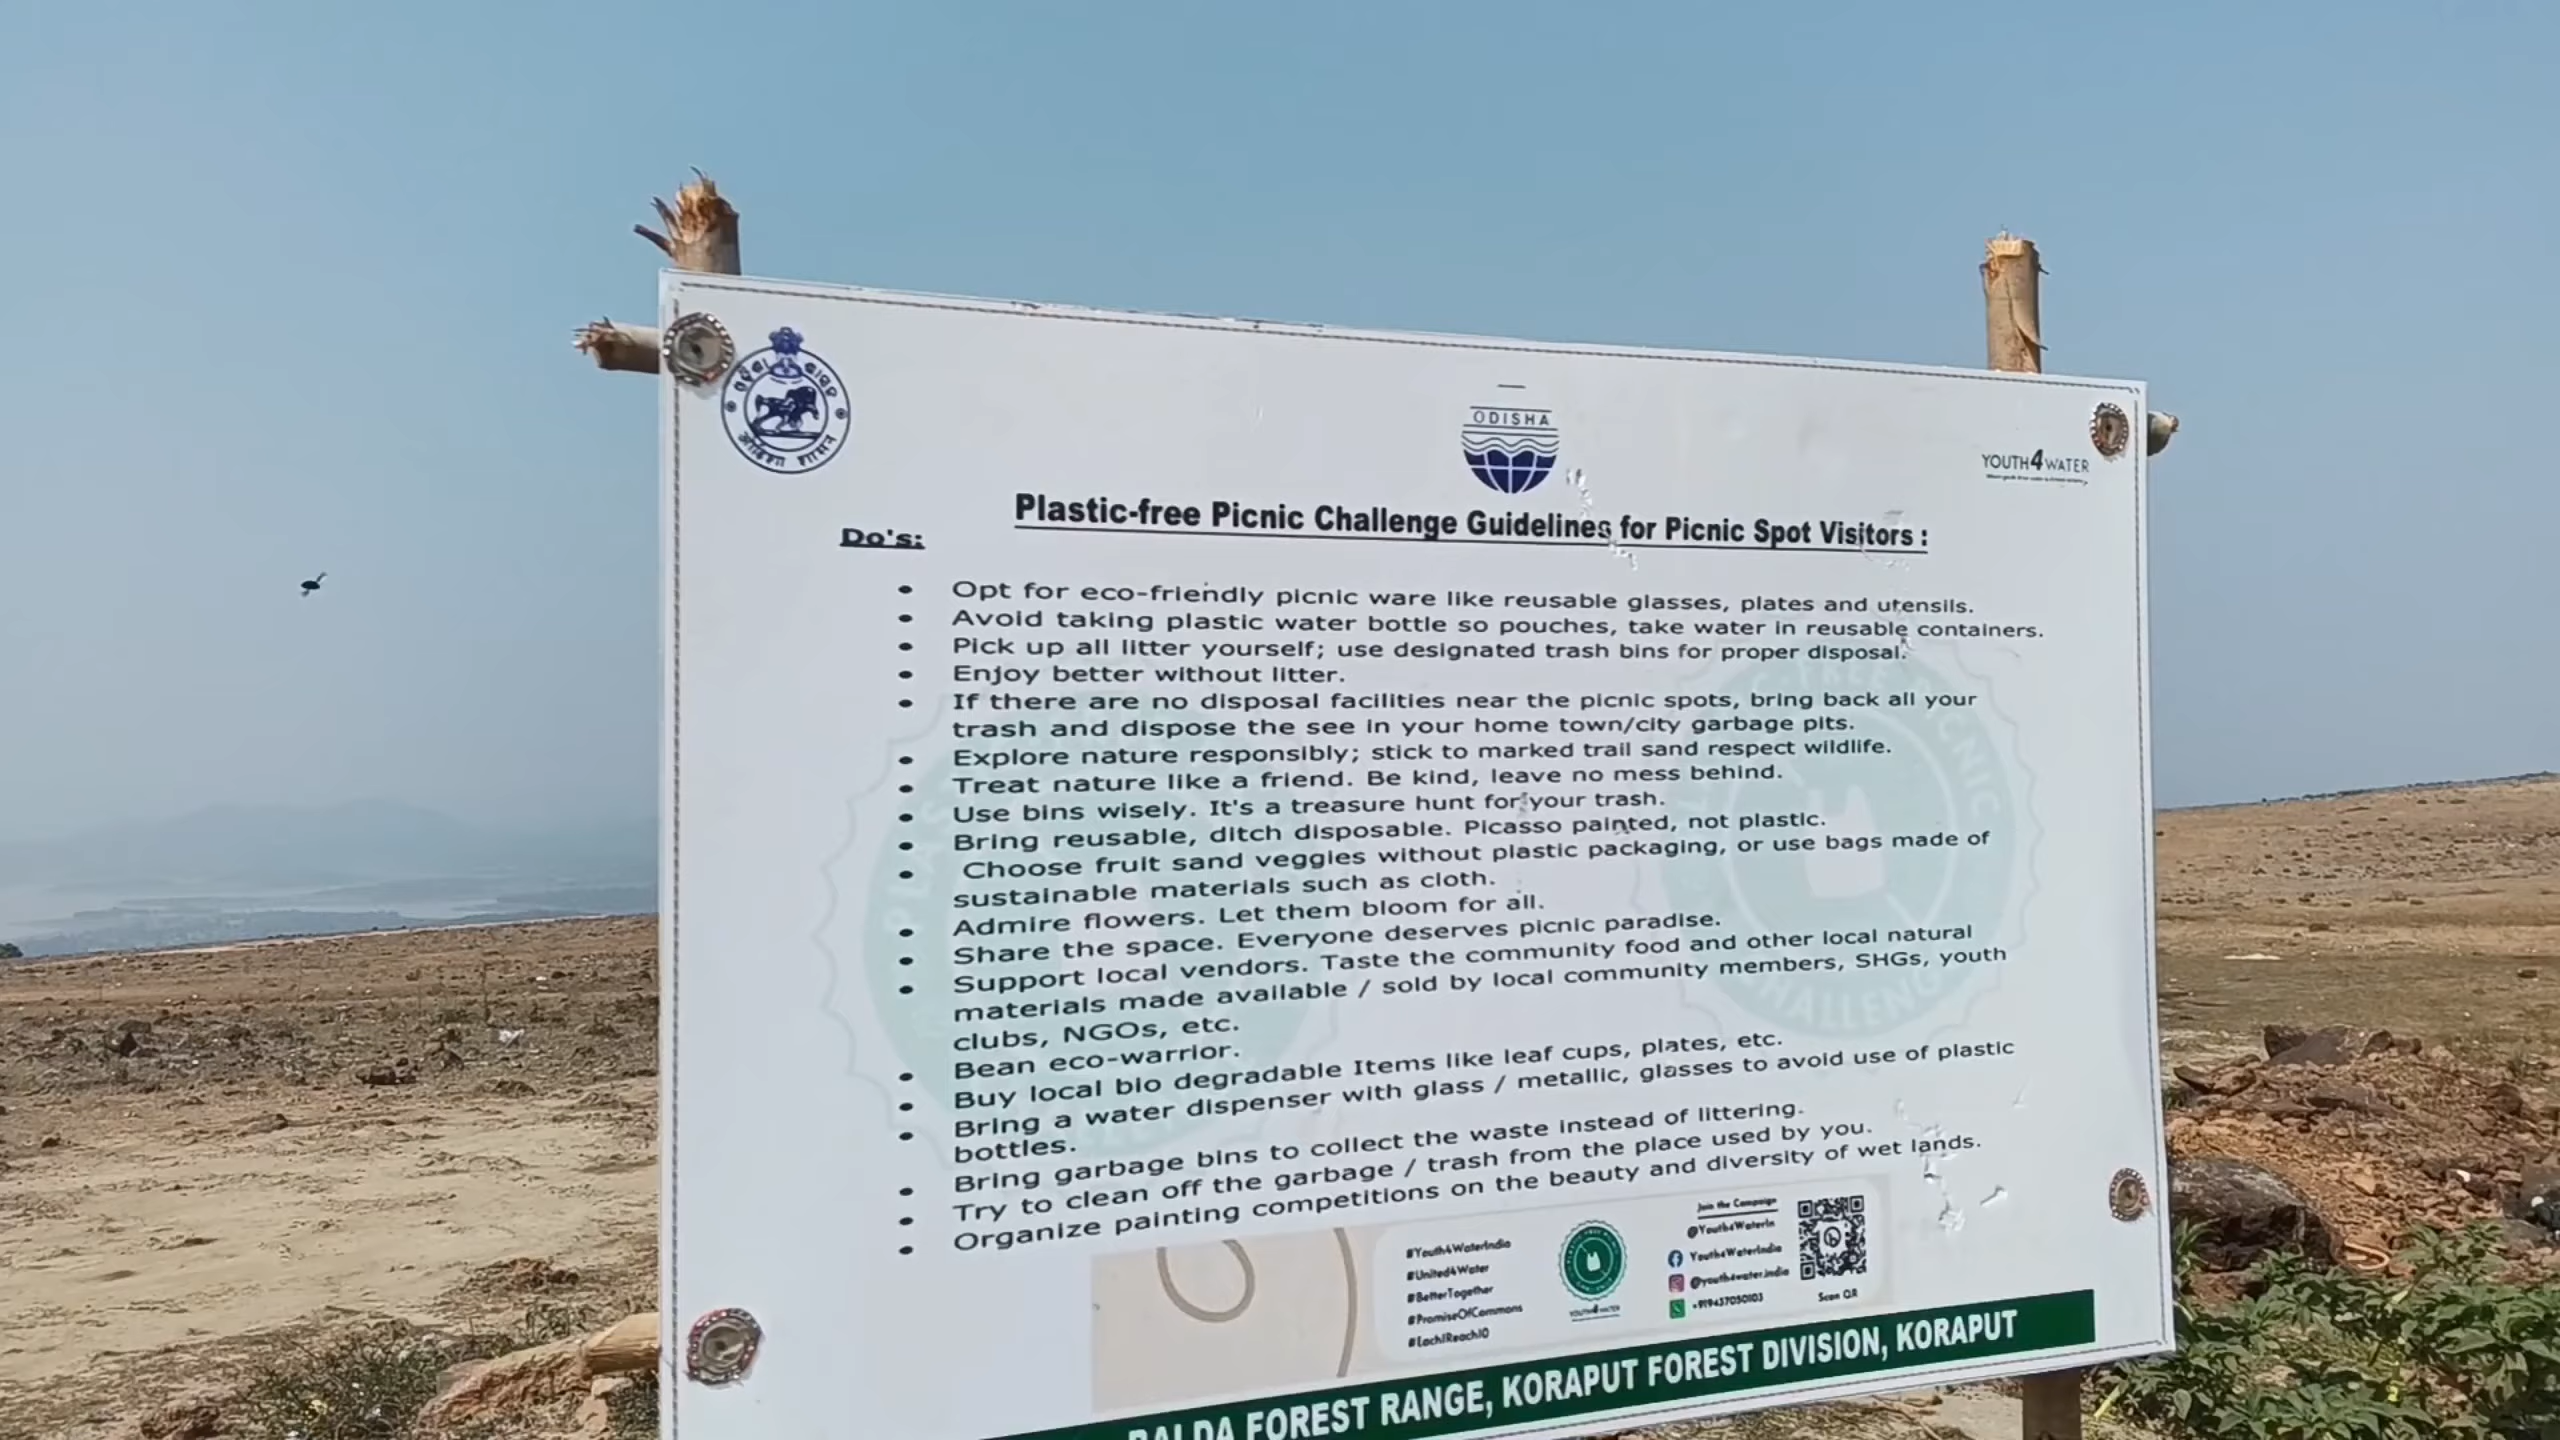 ଓଡ଼ିଶା ଶାସନ
ओड़िशा शासन
ODISHA
YOUTH4WATER
Plastic-free Picnic Challenge Guidelines for Picnic Spot Visitors :
Do's:
• Opt for eco-friendly picnic ware like reusable glasses, plates and utensils.
• Avoid taking plastic water bottle so pouches, take water in reusable containers.
• Pick up all litter yourself; use designated trash bins for proper disposal.
• Enjoy better without litter.
• If there are no disposal facilities near the picnic spots, bring back all your
trash and dispose the see in your home town/city garbage pits.
• Explore nature responsibly; stick to marked trail sand respect wildlife.
• Treat nature like a friend. Be kind, leave no mess behind.
• Use bins wisely. It's a treasure hunt for your trash.
• Bring reusable, ditch disposable. Picasso painted, not plastic.
• Choose fruit sand veggies without plastic packaging, or use bags made of
sustainable materials such as cloth.
• Admire flowers. Let them bloom for all.
• Share the space. Everyone deserves picnic paradise.
• Support local vendors. Taste the community food and other local natural
materials made available / sold by local community members, SHGs, youth
clubs, NGOs, etc.
• Bean eco-warrior.
• Buy local bio degradable Items like leaf cups, plates, etc.
• Bring a water dispenser with glass / metallic, glasses to avoid use of plastic
bottles.
• Bring garbage bins to collect the waste instead of littering.
• Try to clean off the garbage / trash from the place used by you.
• Organize painting competitions on the beauty and diversity of wet lands.
#Youth4WaterIndia
#United4Water
#BetterTogether
#PromiseOfCommons
#Each1Reach10
YOUTH4WATER
Join the Campaign
@Youth4WaterIn
Youth4WaterIndia
@youth4water.india
+919437050103
Scan QR
BALDA FOREST RANGE, KORAPUT FOREST DIVISION, KORAPUT